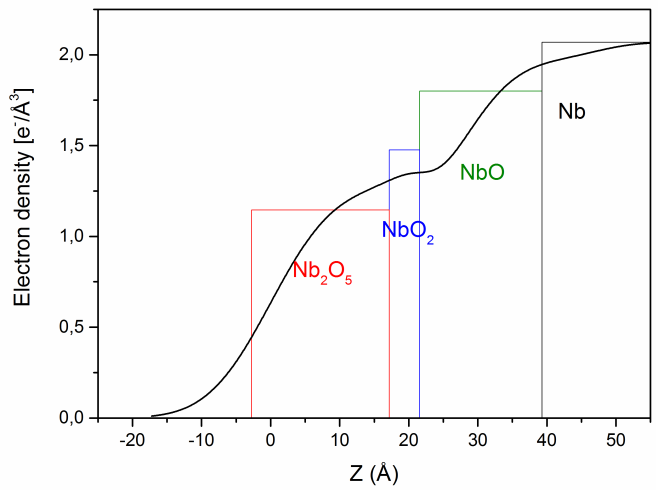 Electron density [e⁻/Å³]
2,0
1,5
1,0
0,5
0,0
Nb
NbO
NbO₂
Nb₂O₅
-20 -10 0 10 20 30 40 50
Z (Å)